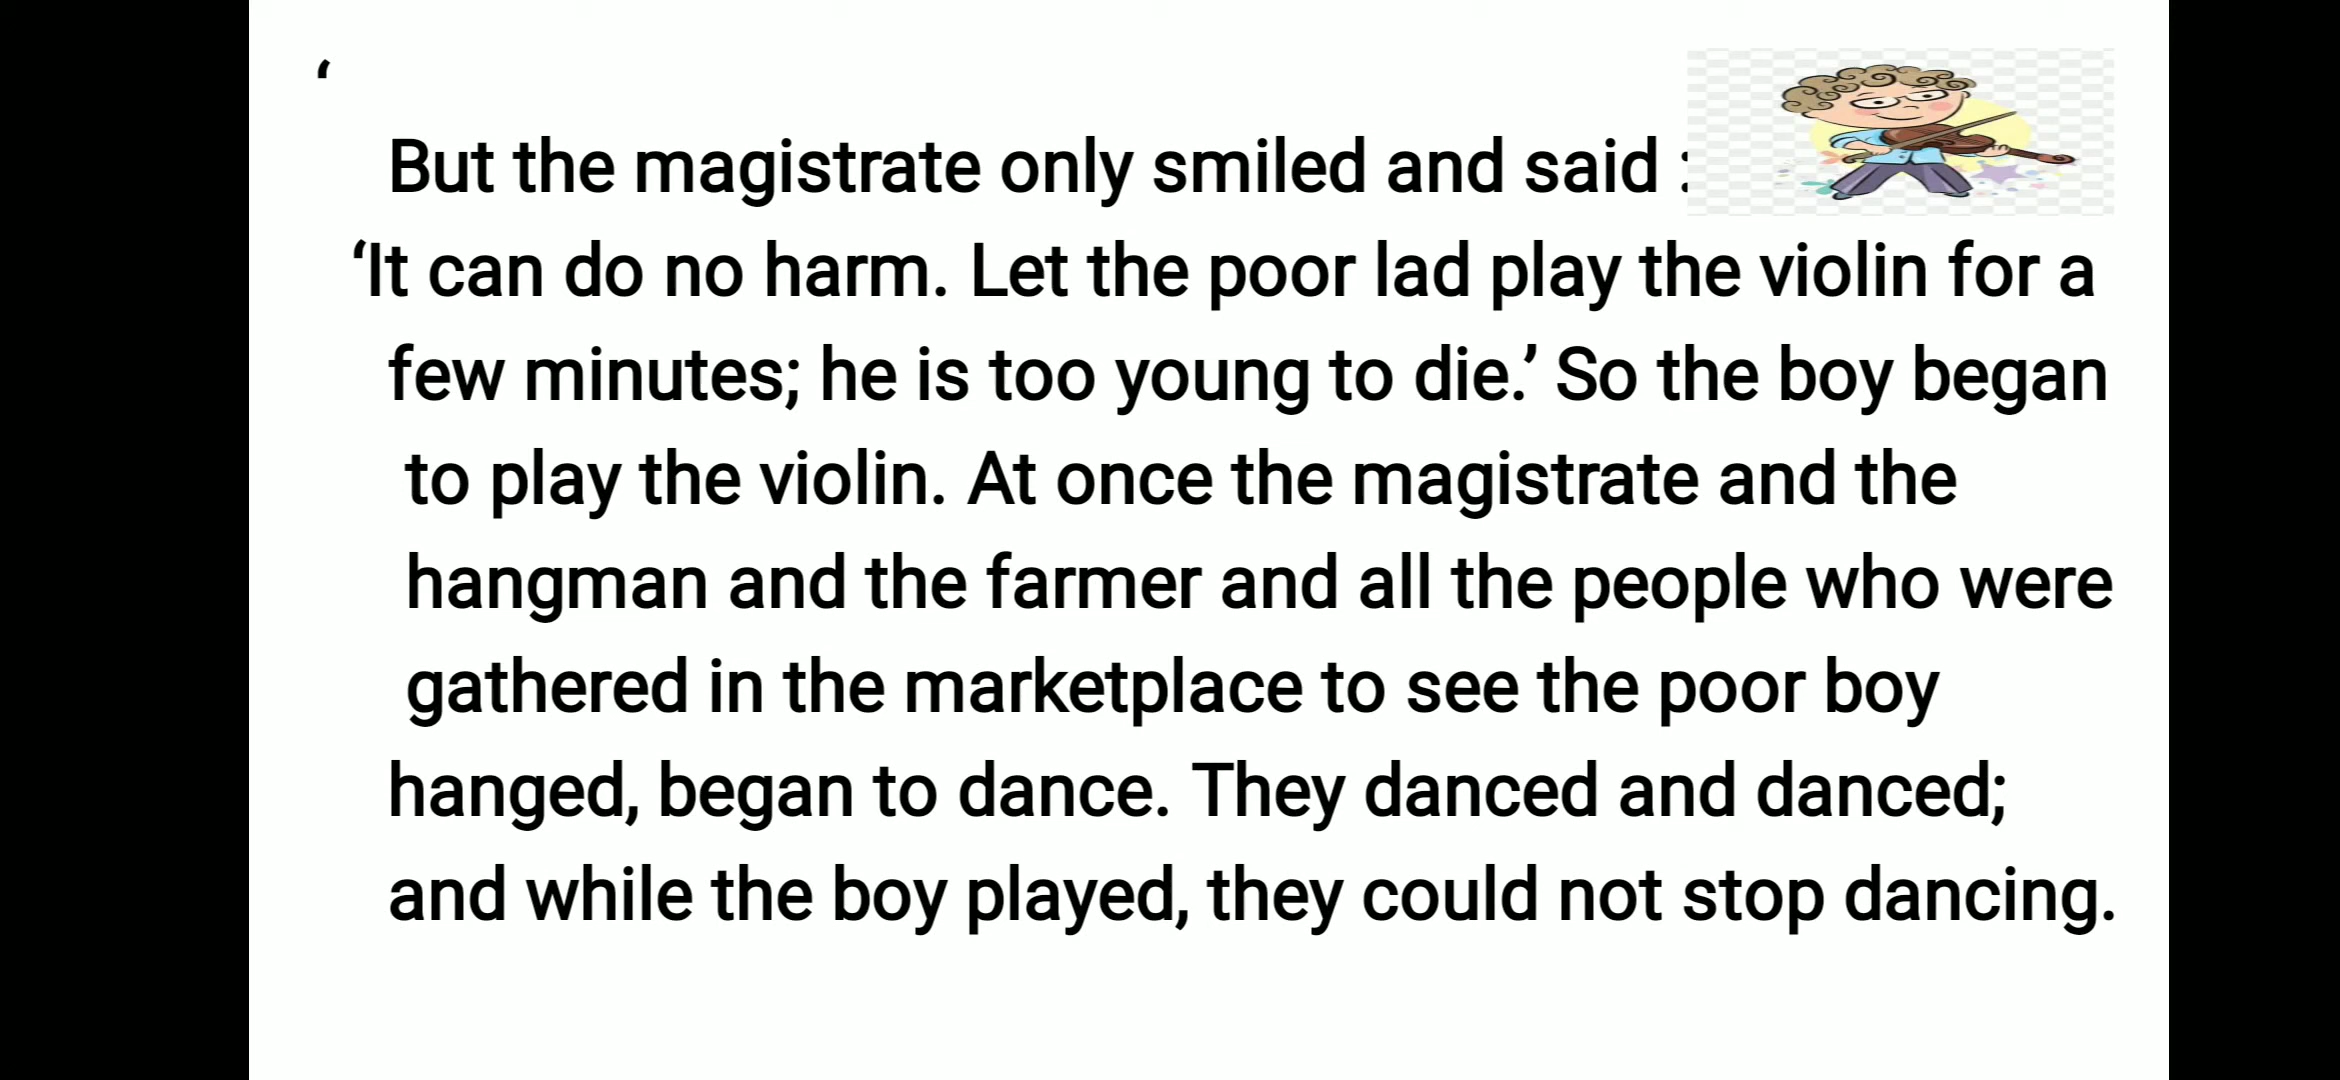 ‘
But the magistrate only smiled and said :
‘It can do no harm. Let the poor lad play the violin for a
few minutes; he is too young to die.’ So the boy began
to play the violin. At once the magistrate and the
hangman and the farmer and all the people who were
gathered in the marketplace to see the poor boy
hanged, began to dance. They danced and danced;
and while the boy played, they could not stop dancing.